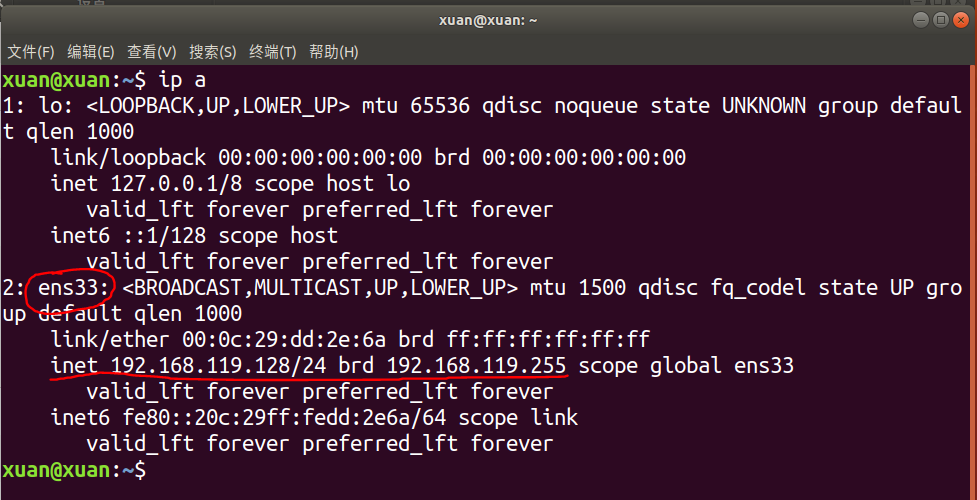 xuan@xuan: ~
文件(F) 编辑(E) 查看(V) 搜索(S) 终端(T) 帮助(H)
xuan@xuan:~$ ip a
1: lo: <LOOPBACK,UP,LOWER_UP> mtu 65536 qdisc noqueue state UNKNOWN group defaul
t qlen 1000
    link/loopback 00:00:00:00:00:00 brd 00:00:00:00:00:00
    inet 127.0.0.1/8 scope host lo
       valid_lft forever preferred_lft forever
    inet6 ::1/128 scope host
       valid_lft forever preferred_lft forever
2: ens33: <BROADCAST,MULTICAST,UP,LOWER_UP> mtu 1500 qdisc fq_codel state UP gro
up default qlen 1000
    link/ether 00:0c:29:dd:2e:6a brd ff:ff:ff:ff:ff:ff
    inet 192.168.119.128/24 brd 192.168.119.255 scope global ens33
       valid_lft forever preferred_lft forever
    inet6 fe80::20c:29ff:fedd:2e6a/64 scope link
       valid_lft forever preferred_lft forever
xuan@xuan:~$